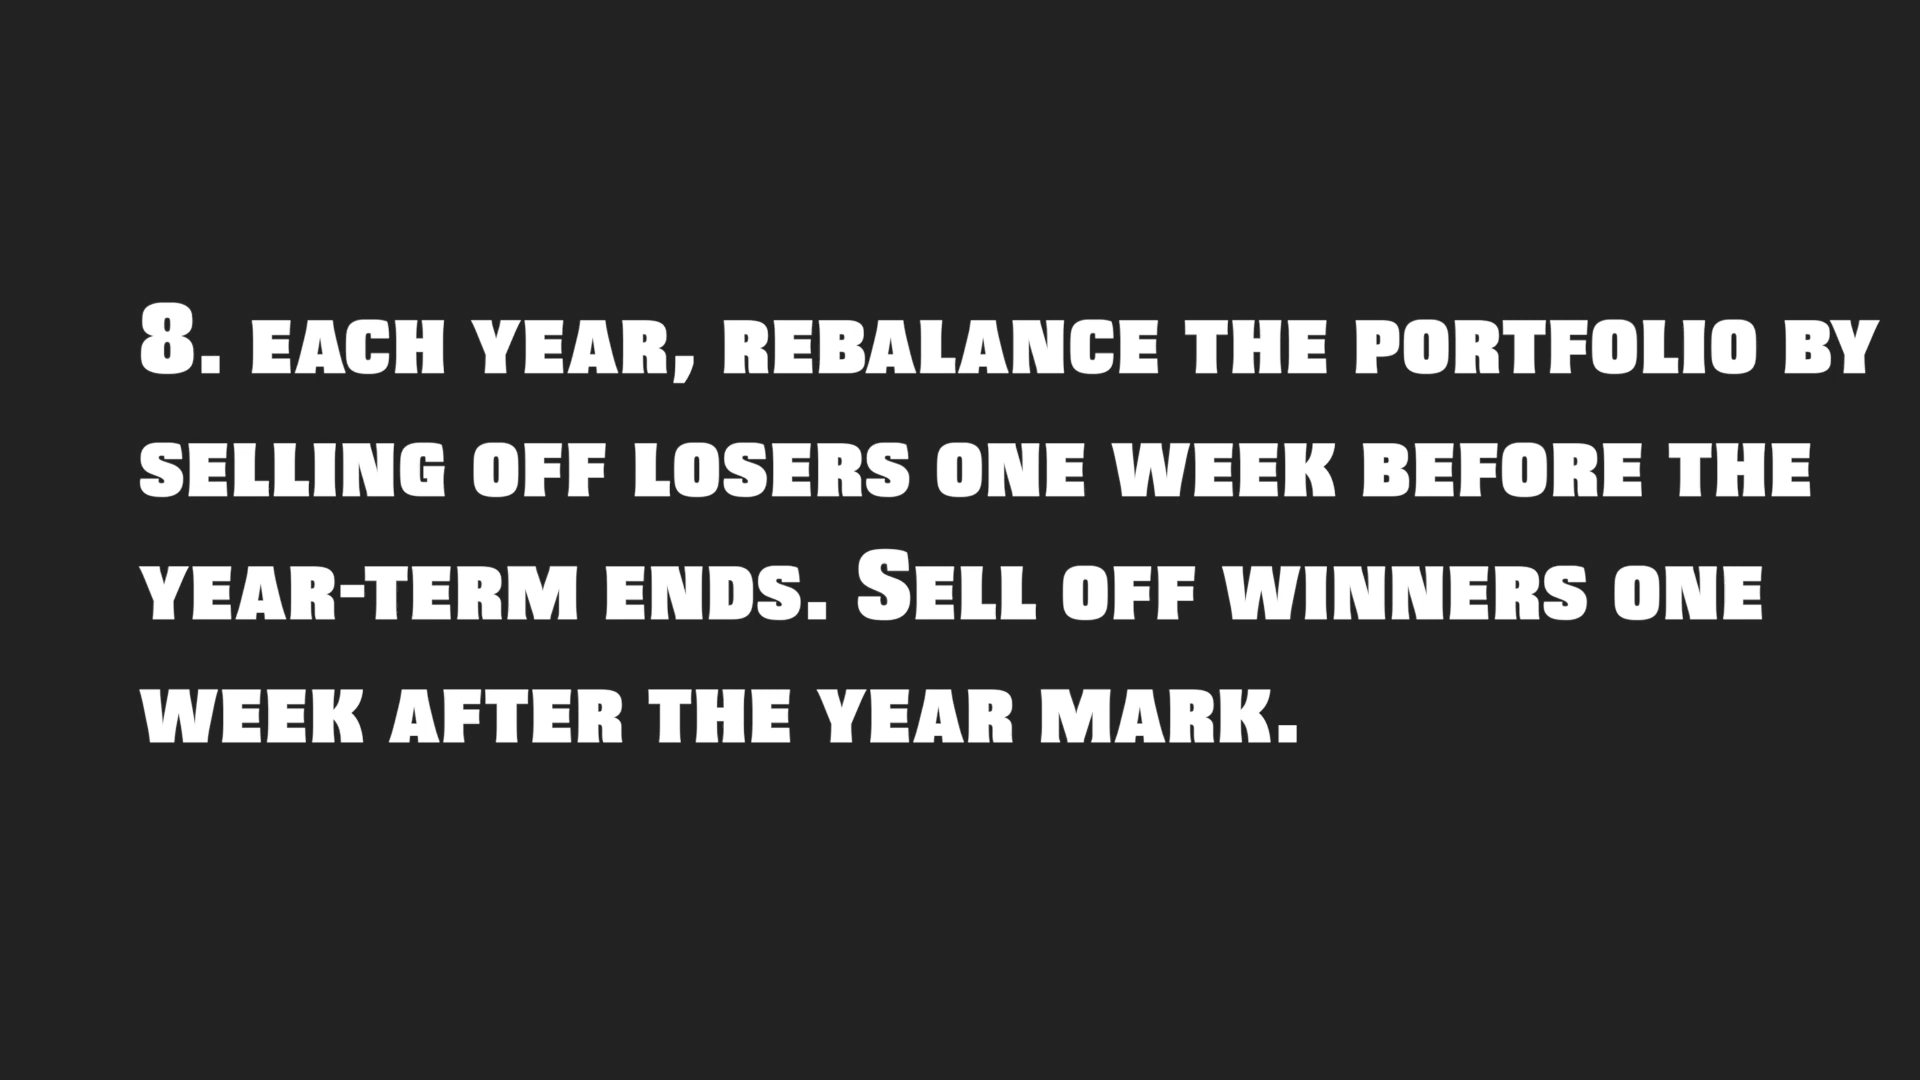 8. each year, rebalance the portfolio by
selling off losers one week before the
year-term ends. Sell off winners one
week after the year mark.